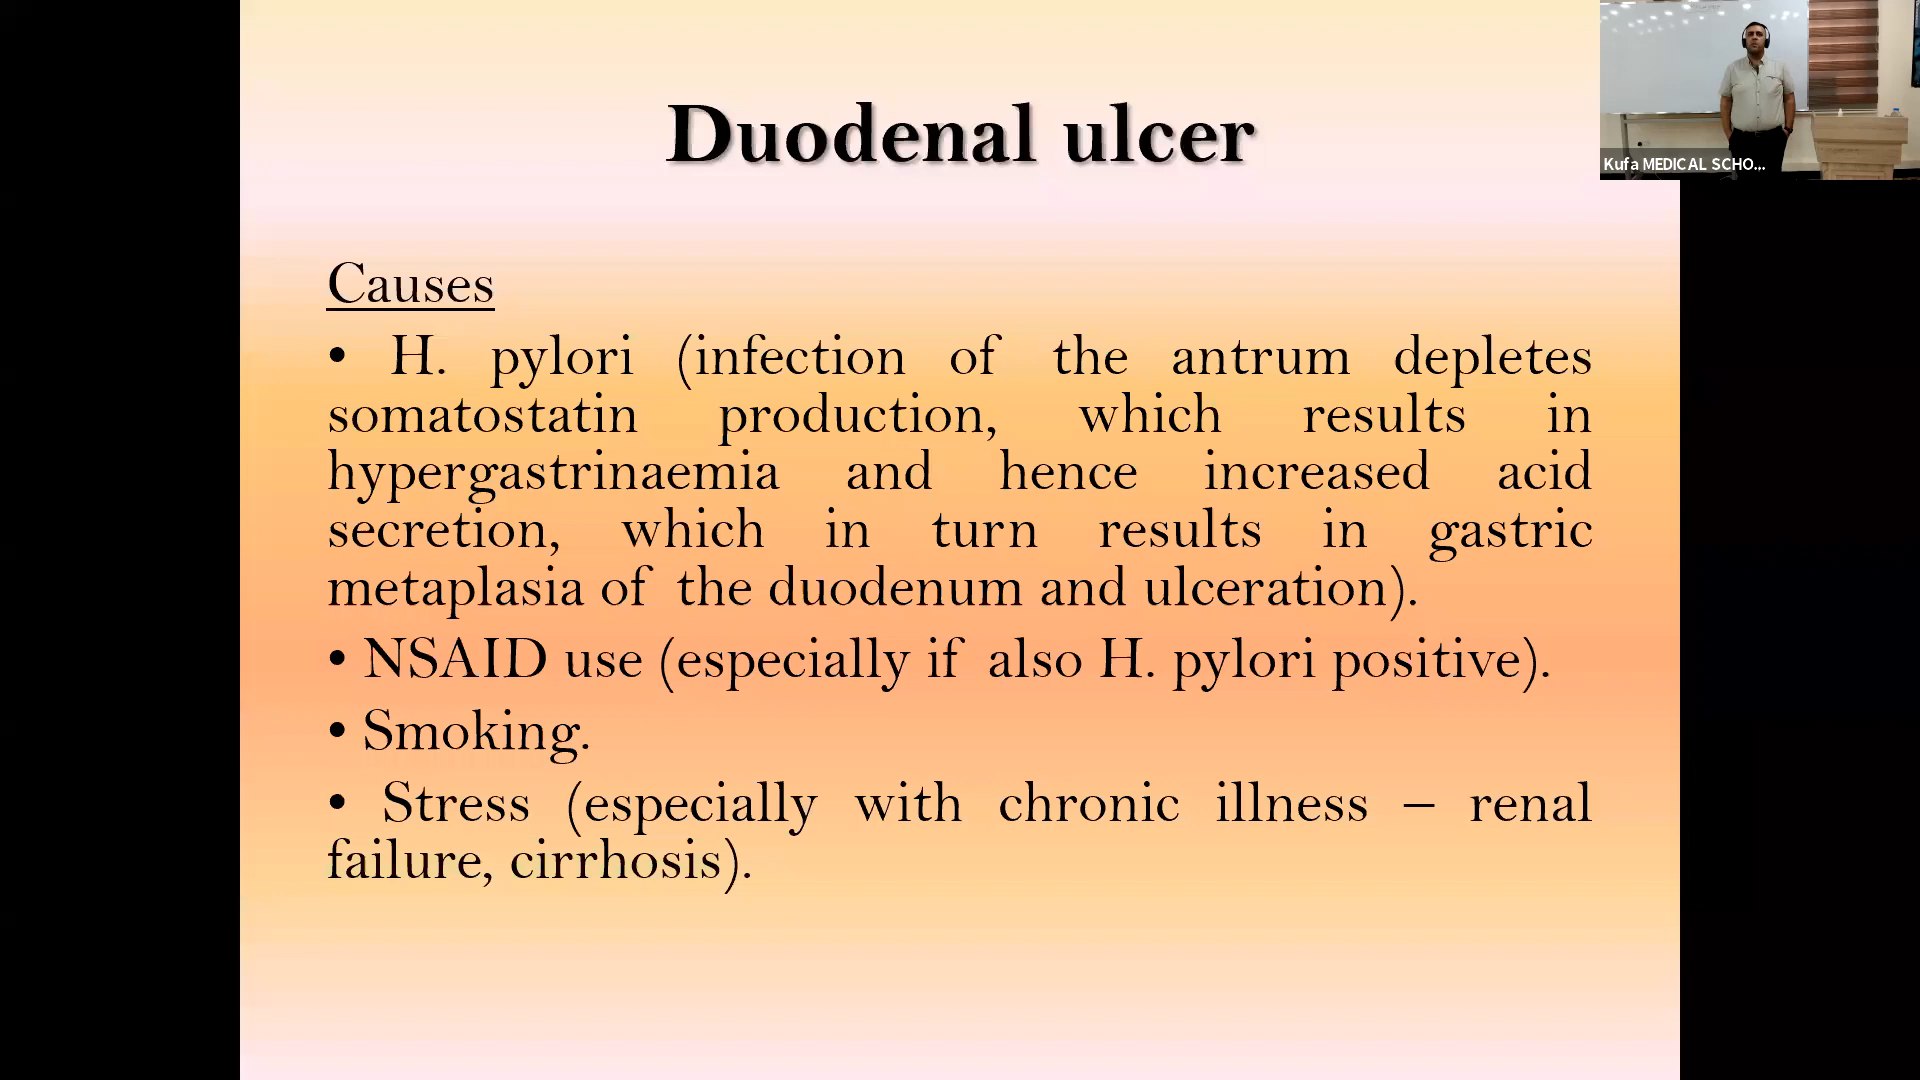 Duodenal ulcer
Kufa MEDICAL SCHO...
Causes
• H. pylori (infection of the antrum depletes
somatostatin production, which results in
hypergastrinaemia and hence increased acid
secretion, which in turn results in gastric
metaplasia of the duodenum and ulceration).
• NSAID use (especially if also H. pylori positive).
• Smoking.
• Stress (especially with chronic illness – renal
failure, cirrhosis).